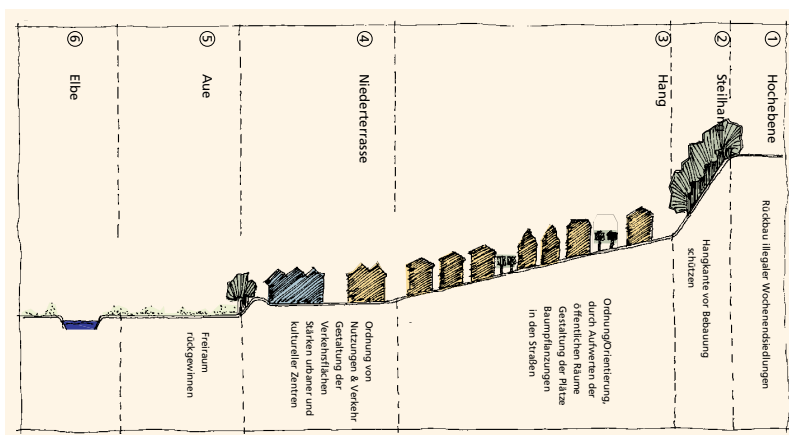 ① Hochebene
Rückbau illegaler Wochenendsiedlungen
② Steilhang
Hangkante vor Bebauung
schützen
③ Hang
Ordnung/Orientierung,
durch Aufwerten der
öffentlichen Räume
Gestaltung der Plätze
Baumpflanzungen
in den Straßen
④ Niederterrasse
Ordnung von
Nutzungen & Verkehr
Gestaltung der
Verkehrsflächen
Stärken urbaner und
kultureller Zentren
⑤ Aue
Freiraum
rückgewinnen
⑥ Elbe